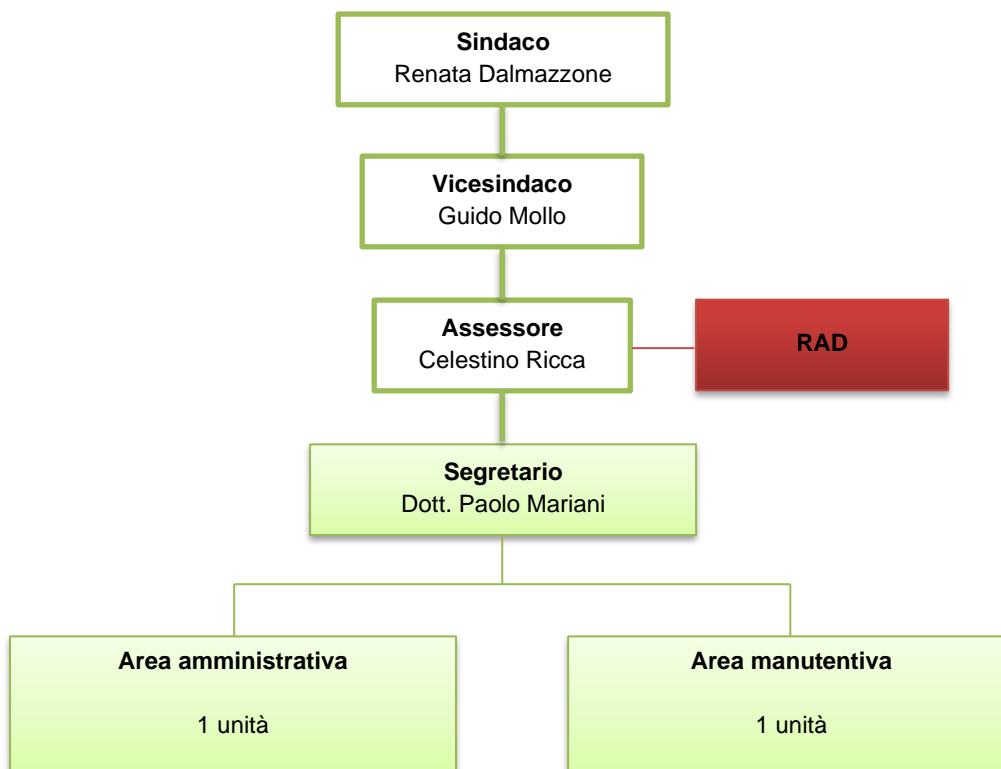 Sindaco
Renata Dalmazzone
Vicesindaco
Guido Mollo
Assessore
Celestino Ricca
RAD
Segretario
Dott. Paolo Mariani
Area amministrativa
1 unità
Area manutentiva
1 unità